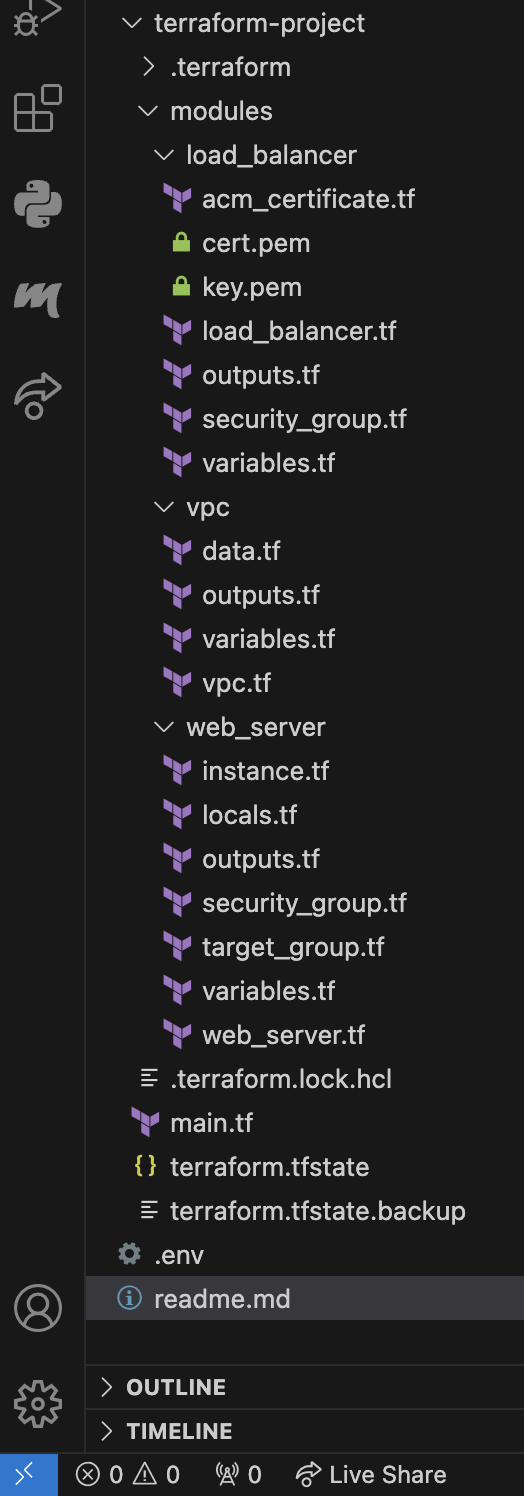 terraform-project
.terraform
modules
load_balancer
acm_certificate.tf
cert.pem
key.pem
load_balancer.tf
outputs.tf
security_group.tf
variables.tf
vpc
data.tf
outputs.tf
variables.tf
vpc.tf
web_server
instance.tf
locals.tf
outputs.tf
security_group.tf
target_group.tf
variables.tf
web_server.tf
.terraform.lock.hcl
main.tf
{} terraform.tfstate
terraform.tfstate.backup
.env
readme.md
OUTLINE
TIMELINE
0 0 0 Live Share